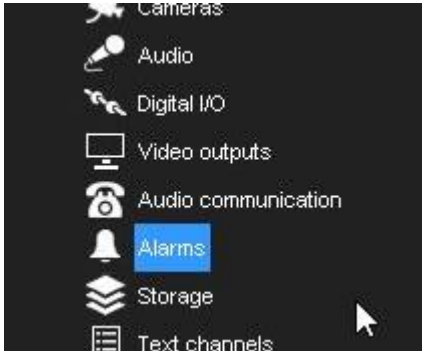 Cameras
Audio
Digital I/O
Video outputs
Audio communication
Alarms
Storage
Text channels